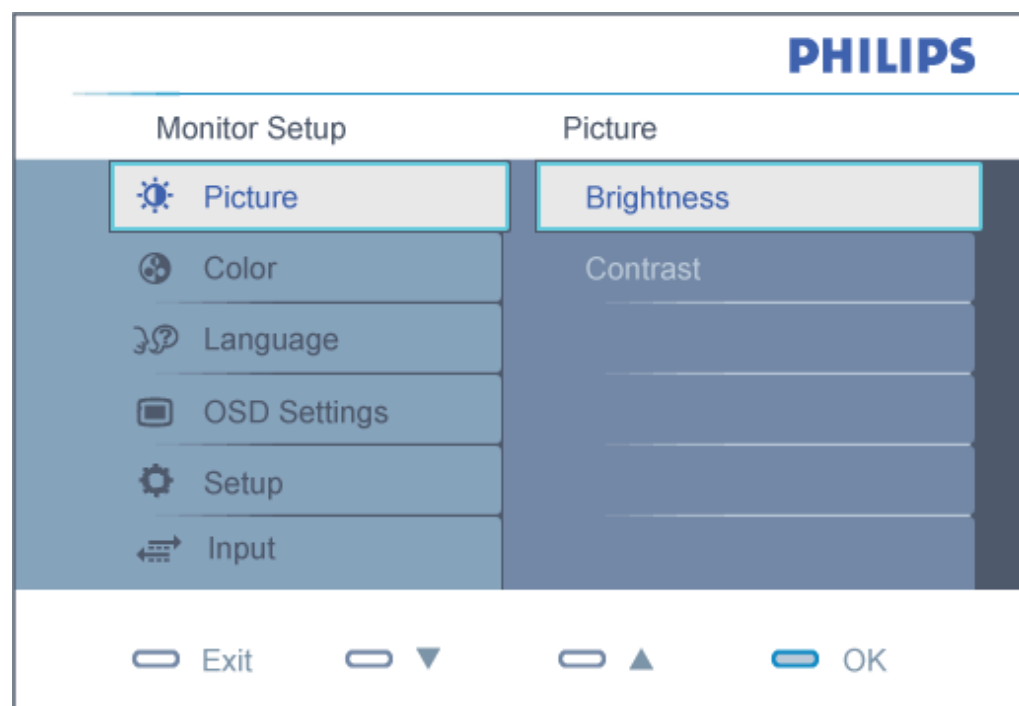 PHILIPS
Monitor Setup Picture
Picture Brightness
Color Contrast
Language
OSD Settings
Setup
Input
Exit ▼ ▲ OK